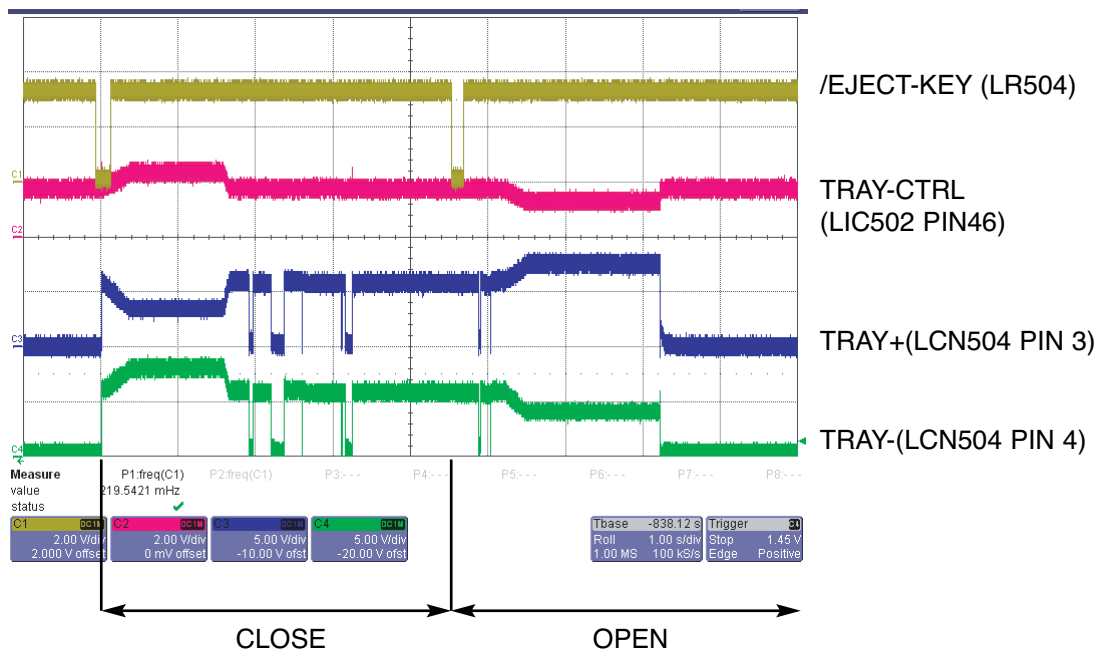 /EJECT-KEY (LR504)
C1
TRAY-CTRL
(LIC502 PIN46)
C2
C3
TRAY+(LCN504 PIN 3)
C4
TRAY-(LCN504 PIN 4)
Measure P1:freq(C1) P2:freq(C1) P3:--- P4:--- P5:--- P6:--- P7:--- P8:---
value 219.5421 mHz
status
C1 DC1M C2 DC1M C3 DC1M C4 DC1M Tbase -838.12 s Trigger
2.00 V/div 2.00 V/div 5.00 V/div 5.00 V/div Roll 1.00 s/div Stop 1.45 V
2.000 V offset 0 mV offset -10.00 V ofst -20.00 V ofst 1.00 MS 100 kS/s Edge Positive
CLOSE OPEN